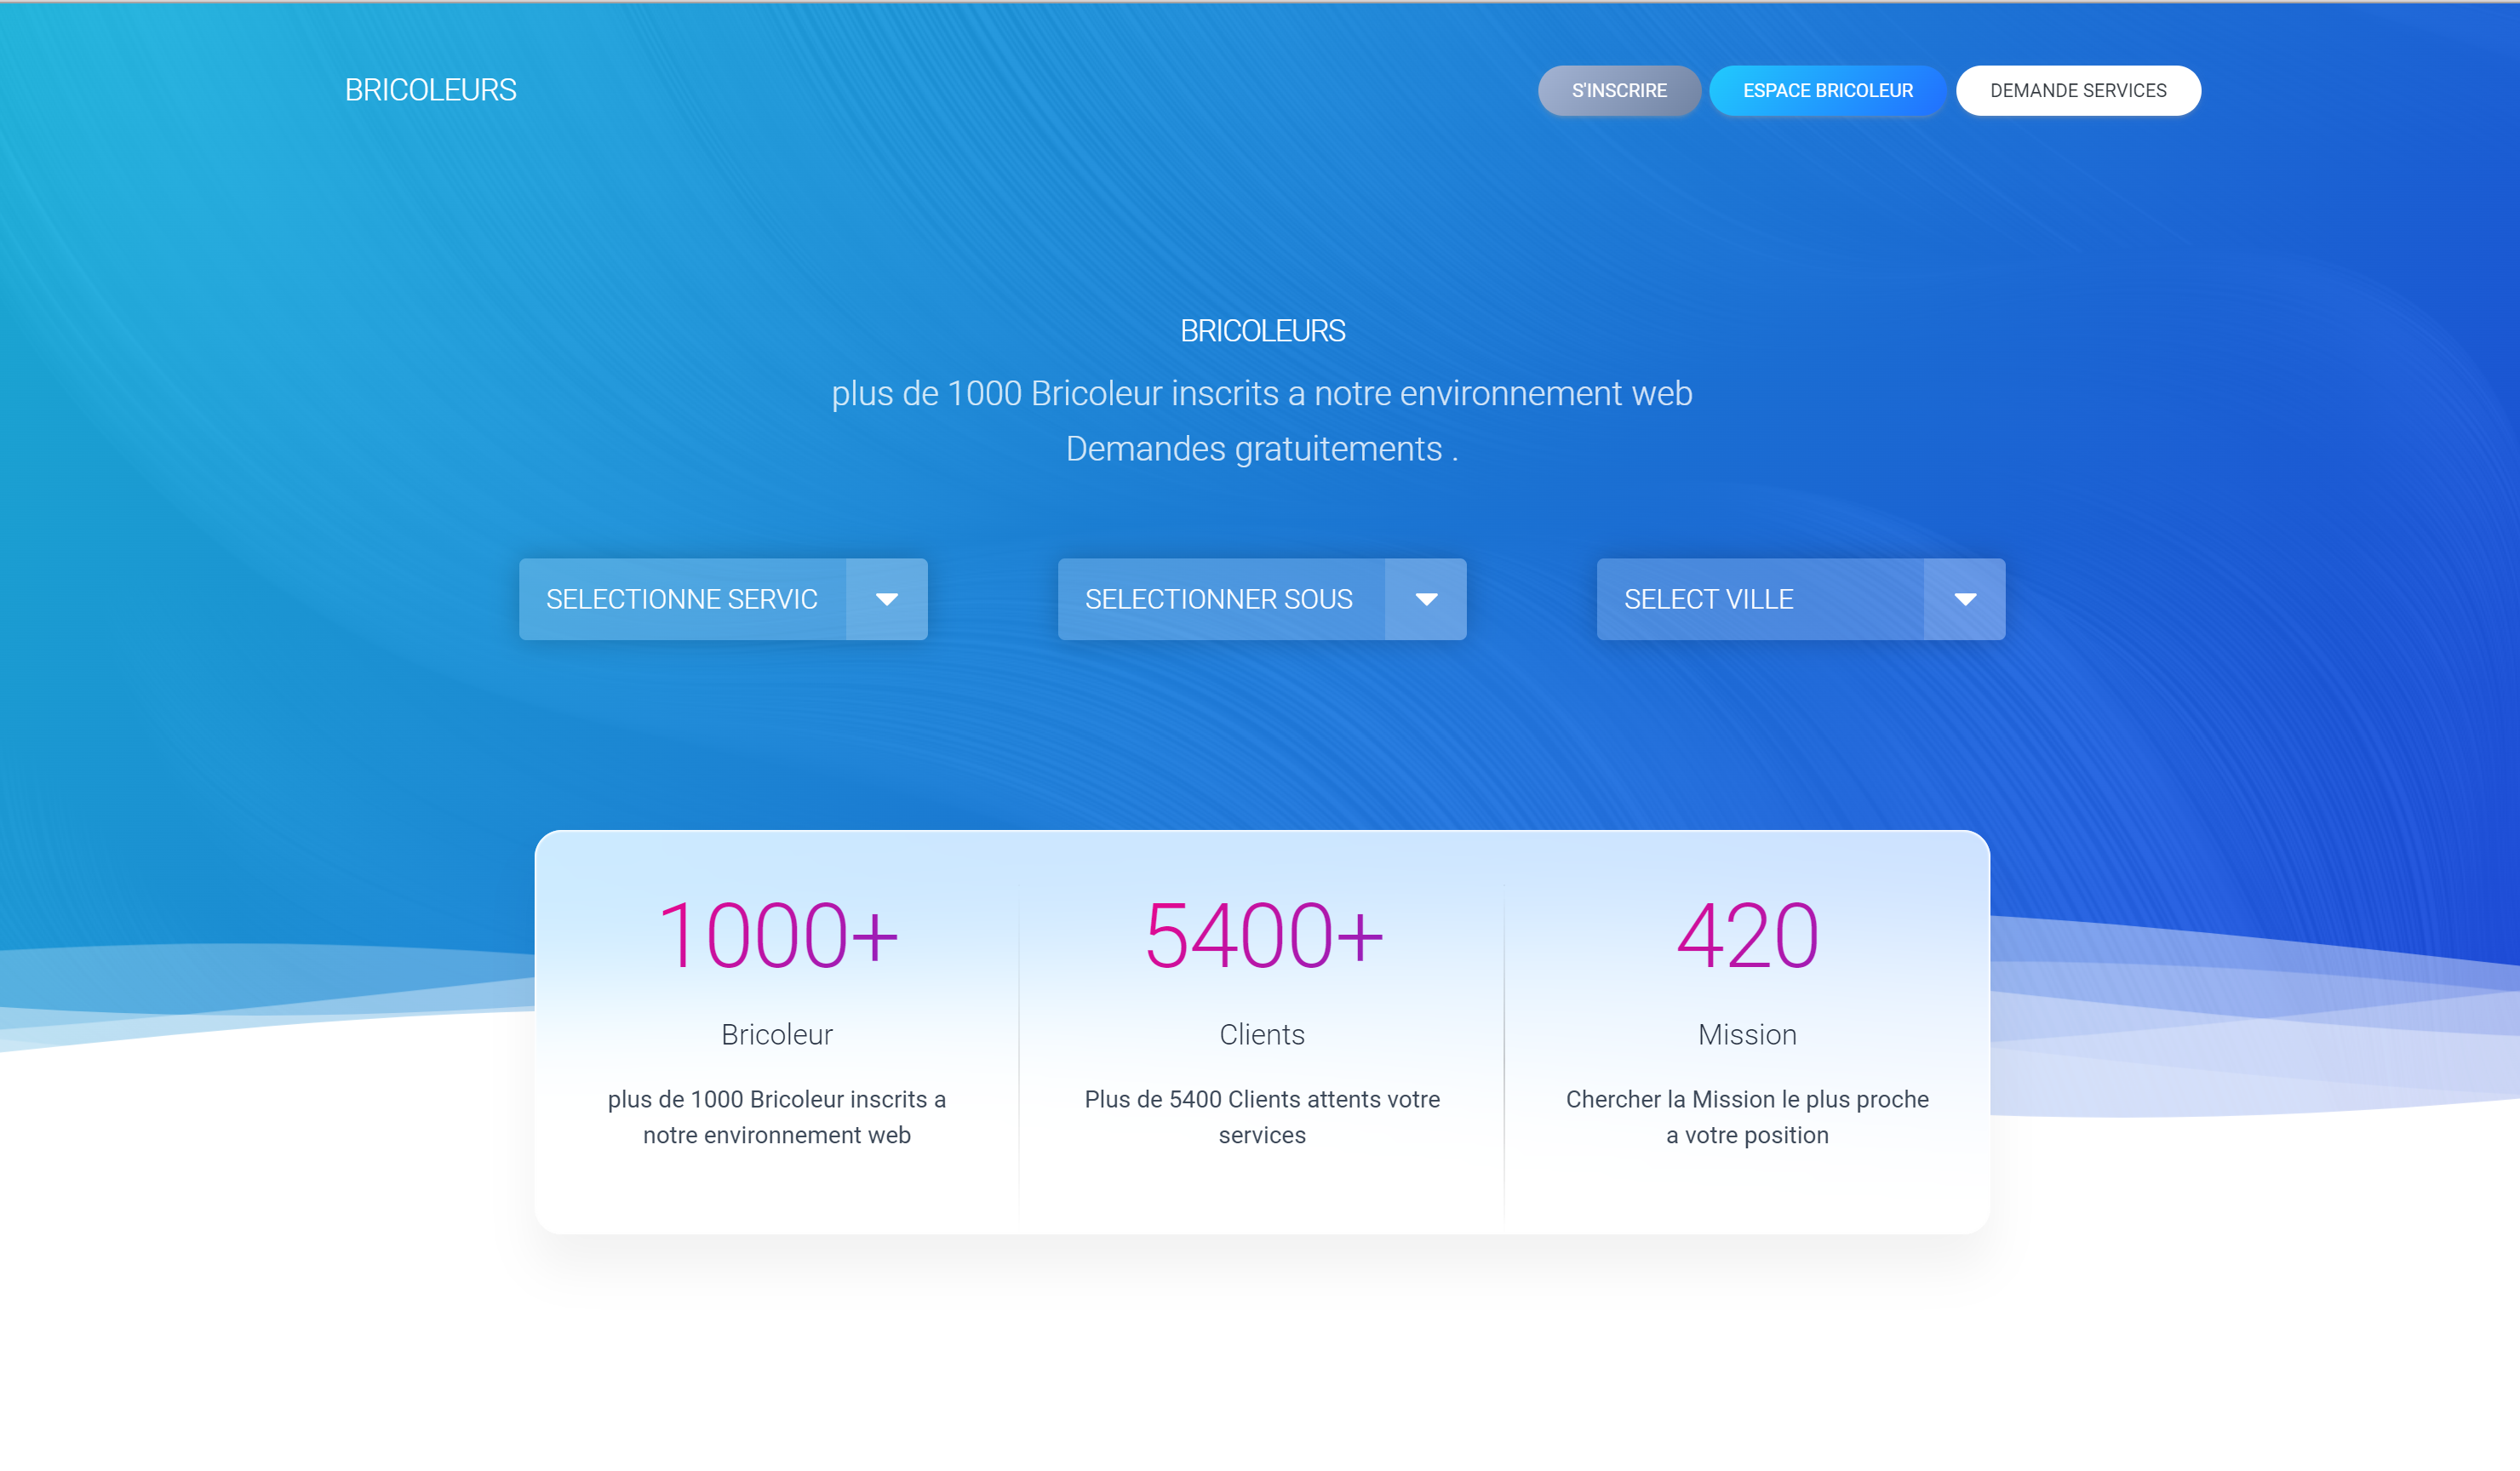 BRICOLEURS
S'INSCRIRE
ESPACE BRICOLEUR
DEMANDE SERVICES
BRICOLEURS
plus de 1000 Bricoleur inscrits a notre environnement web
Demandes gratuitements .
SELECTIONNE SERVIC
SELECTIONNER SOUS
SELECT VILLE
1000+
Bricoleur
plus de 1000 Bricoleur inscrits a
notre environnement web
5400+
Clients
Plus de 5400 Clients attents votre
services
420
Mission
Chercher la Mission le plus proche
a votre position